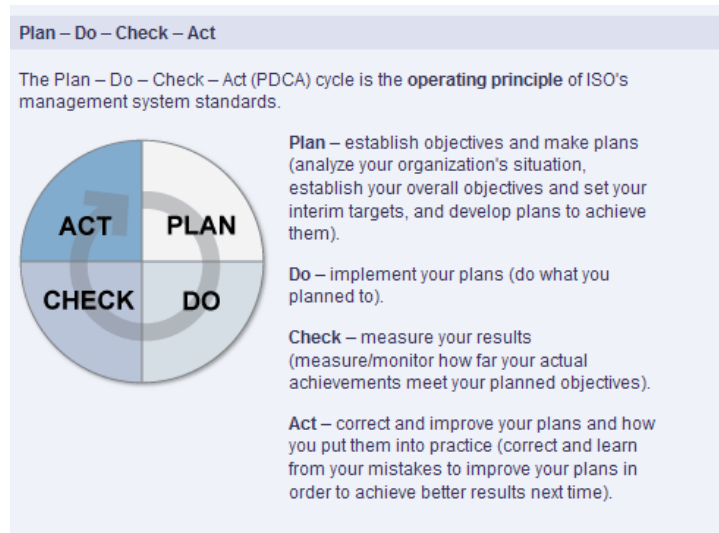 Plan – Do – Check – Act
The Plan – Do – Check – Act (PDCA) cycle is the operating principle of ISO's
management system standards.
ACT
PLAN
CHECK
DO
Plan – establish objectives and make plans
(analyze your organization's situation,
establish your overall objectives and set your
interim targets, and develop plans to achieve
them).
Do – implement your plans (do what you
planned to).
Check – measure your results
(measure/monitor how far your actual
achievements meet your planned objectives).
Act – correct and improve your plans and how
you put them into practice (correct and learn
from your mistakes to improve your plans in
order to achieve better results next time).